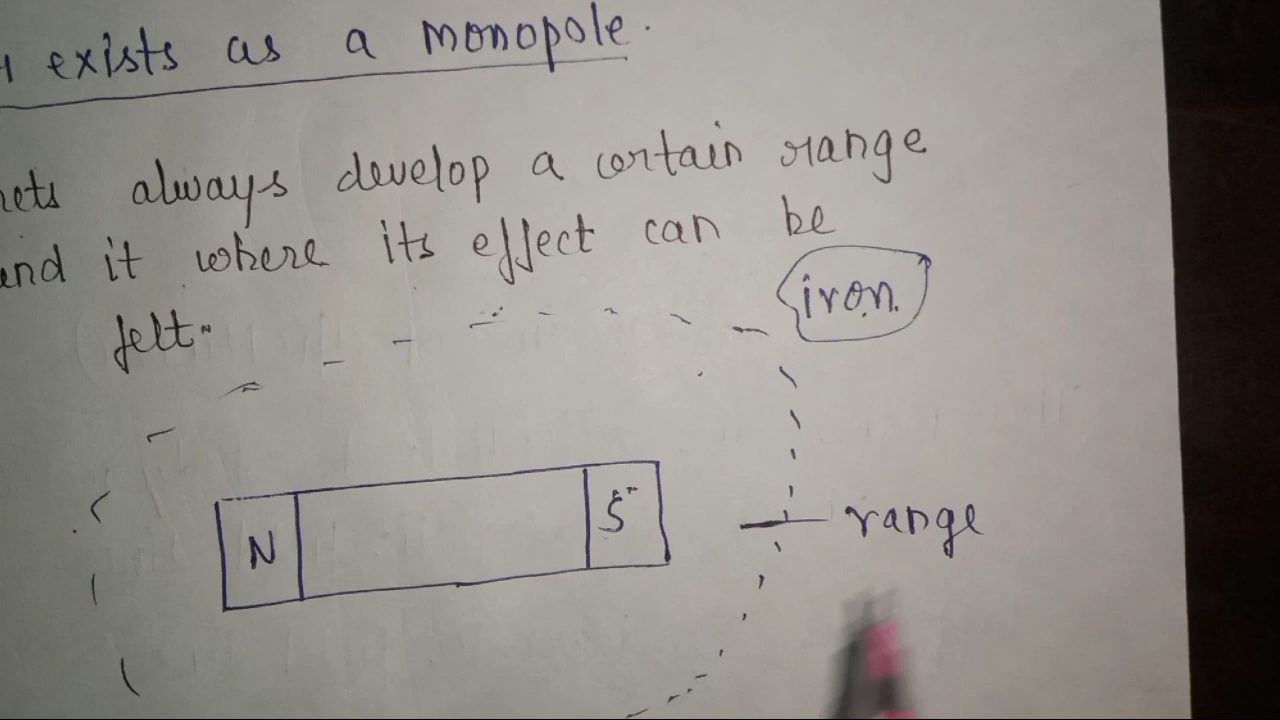 exists as a monopole.
always develop a certain range
it where its effect can be
felt.
iron.
N
S
range